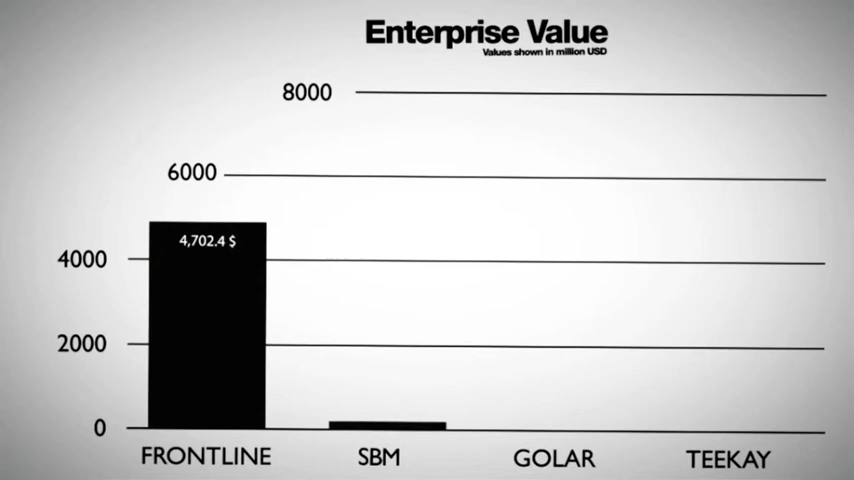 Enterprise Value
Values shown in million USD
8000
6000
4,702.4 $
4000
2000
0
FRONTLINE SBM GOLAR TEEKAY